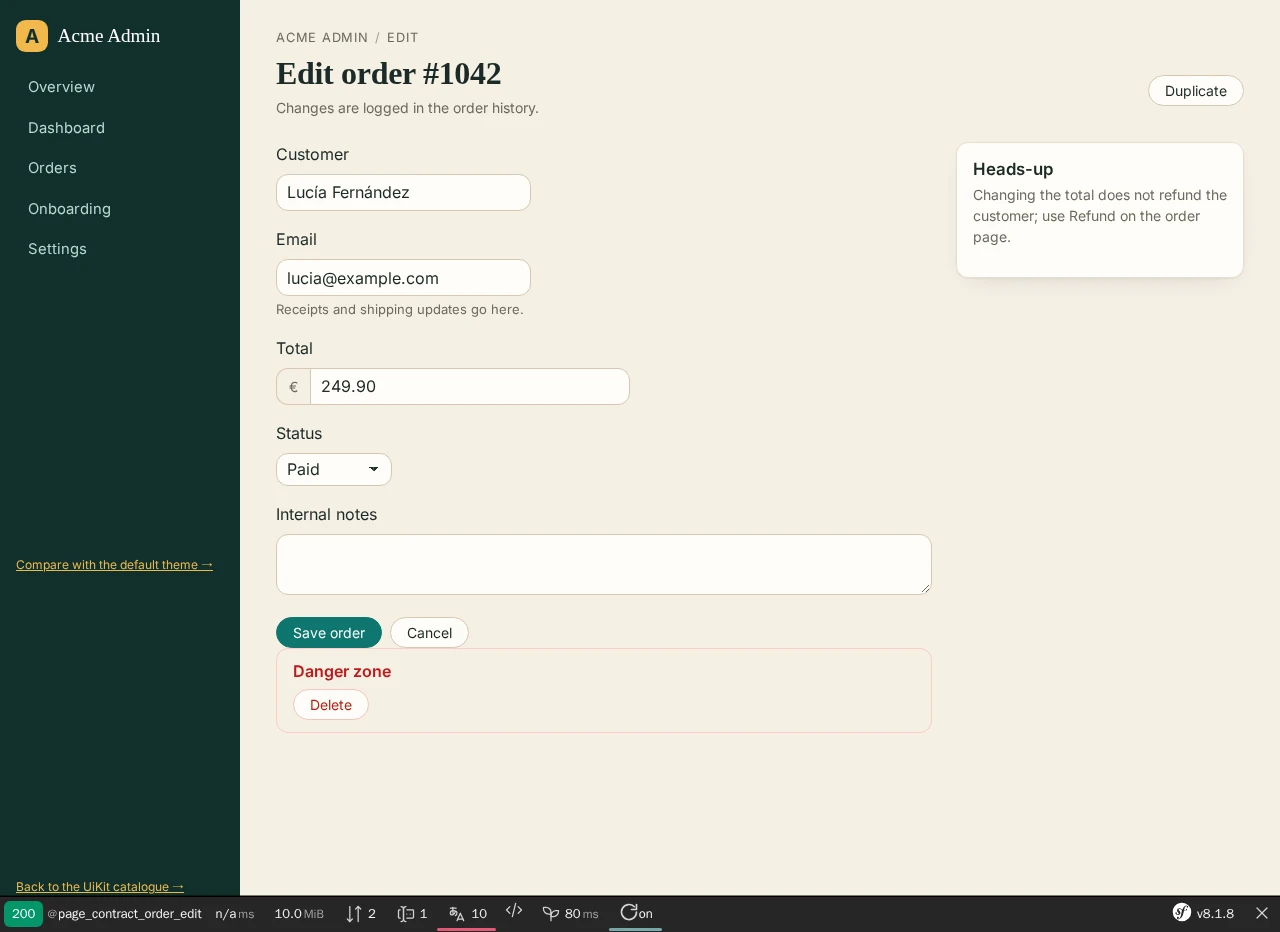 A Acme Admin
Overview
Dashboard
Orders
Onboarding
Settings
Compare with the default theme →
Back to the UiKit catalogue →
ACME ADMIN / EDIT
Edit order #1042
Changes are logged in the order history.
Duplicate
Customer
Lucía Fernández
Email
lucia@example.com
Receipts and shipping updates go here.
Total
€ 249.90
Status
Paid
Internal notes
Save order Cancel
Danger zone
Delete
Heads-up
Changing the total does not refund the
customer; use Refund on the order
page.
200 @page_contract_order_edit n/a ms 10.0 MiB 2 1 10 </> 80 ms on sf v8.1.8